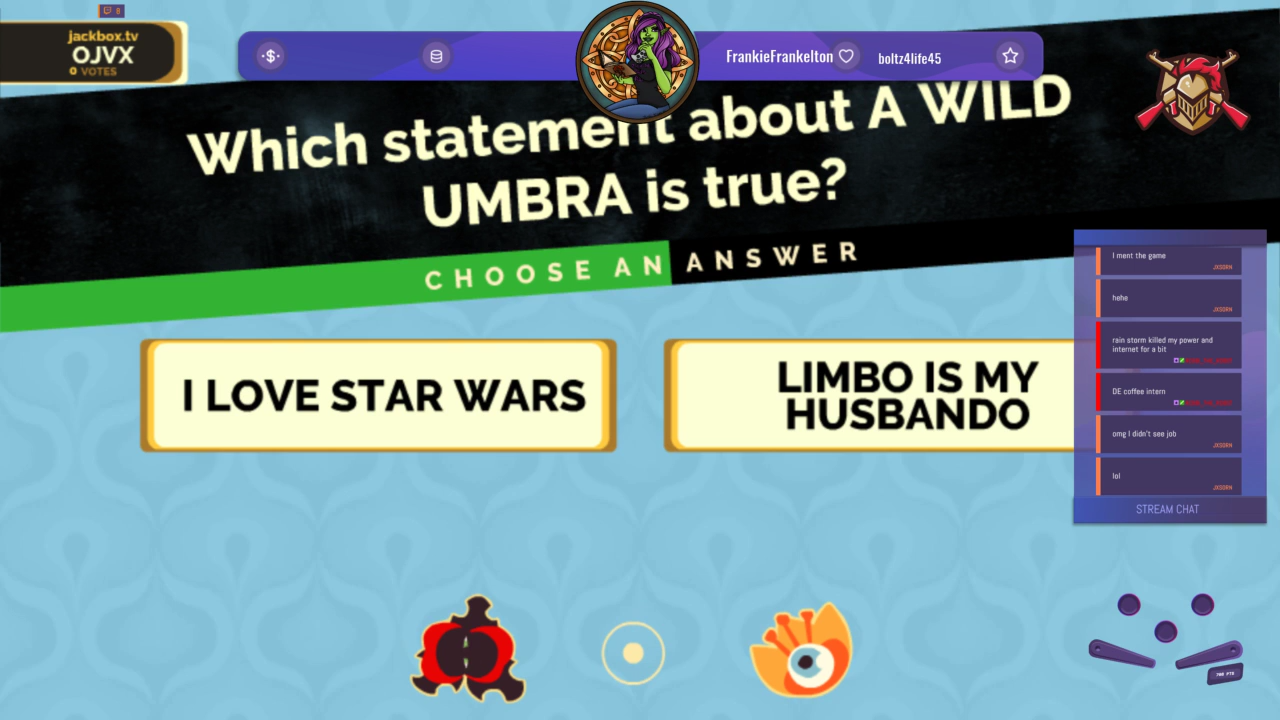 8
jackbox.tv
OJVX
0 VOTES
FrankieFrankelton
boltz4life45
Which statement about A WILD
UMBRA is true?
CHOOSE AN ANSWER
I LOVE STAR WARS
LIMBO IS MY
HUSBANDO
I ment the game
JXSORN
hehe
JXSORN
rain storm killed my power and
internet for a bit
DE coffee intern
omg I didn't see job
JXSORN
lol
JXSORN
STREAM CHAT